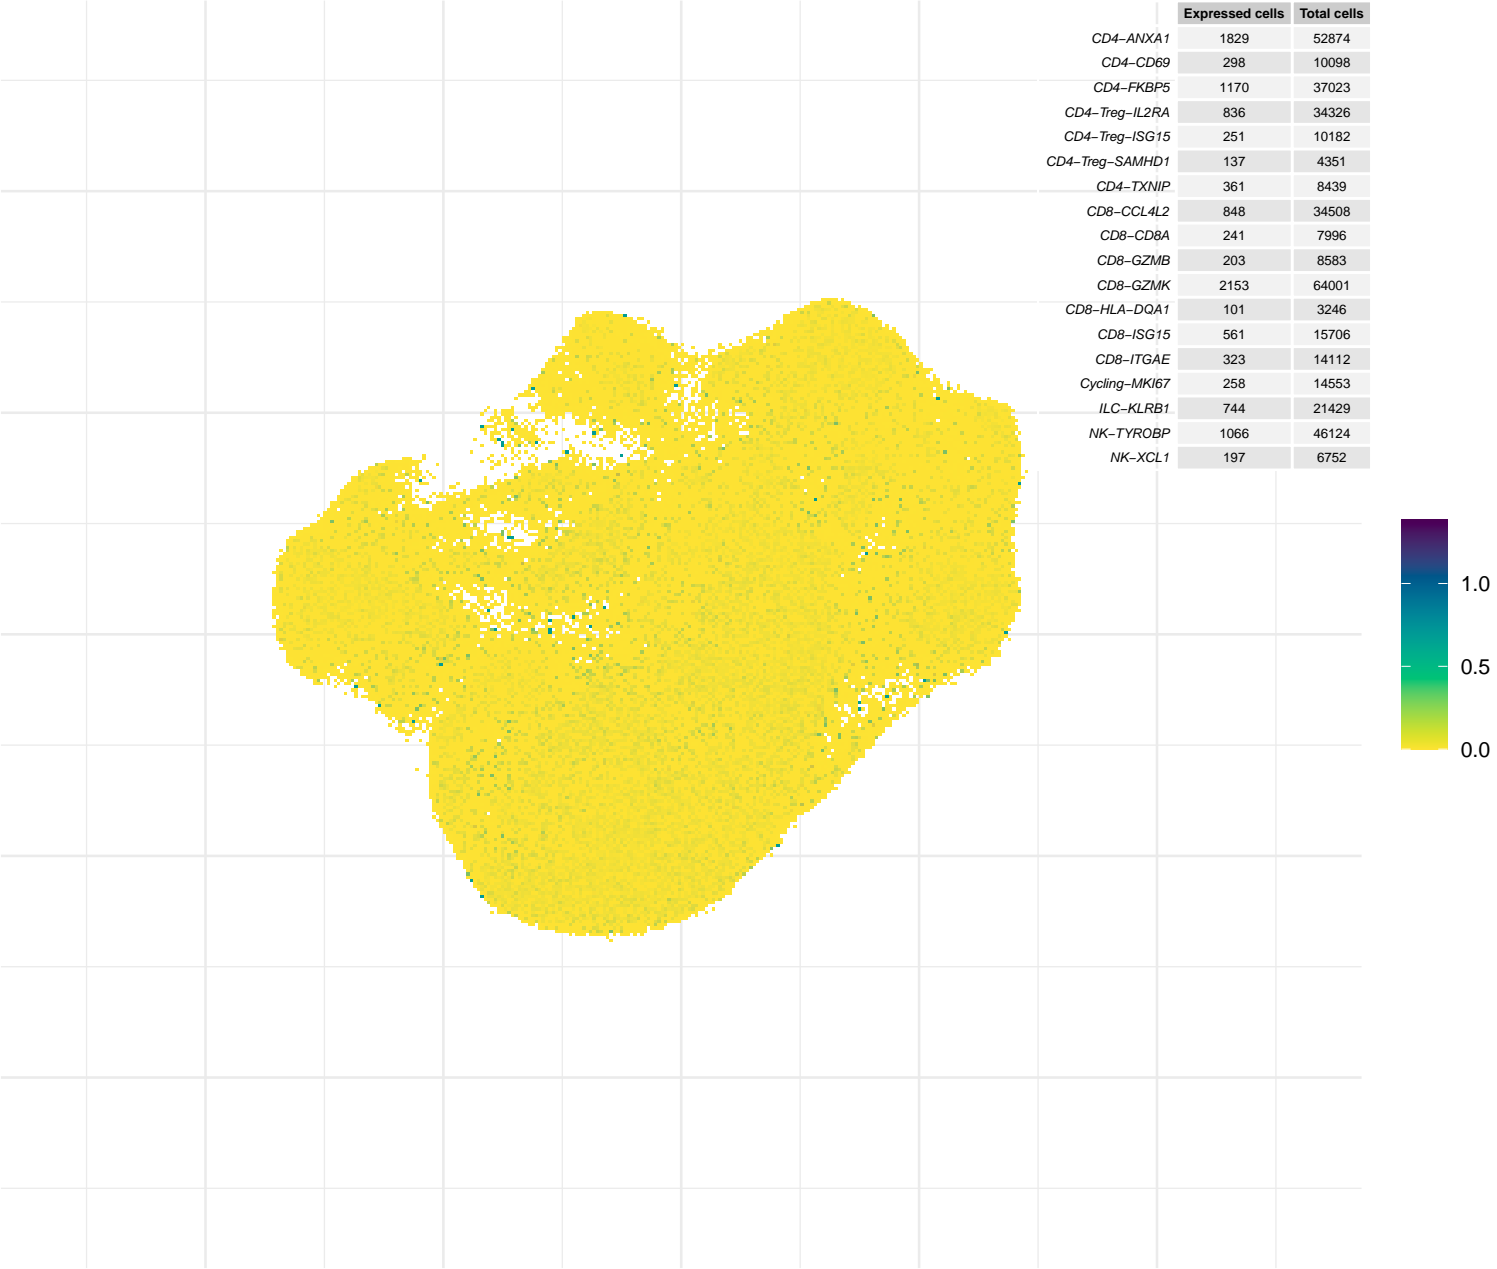 Expressed cells Total cells
CD4−ANXA1 1829 52874
CD4−CD69 298 10098
CD4−FKBP5 1170 37023
CD4−Treg−IL2RA 836 34326
CD4−Treg−ISG15 251 10182
CD4−Treg−SAMHD1 137 4351
CD4−TXNIP 361 8439
CD8−CCL4L2 848 34508
CD8−CD8A 241 7996
CD8−GZMB 203 8583
CD8−GZMK 2153 64001
CD8−HLA−DQA1 101 3246
CD8−ISG15 561 15706
CD8−ITGAE 323 14112
Cycling−MKI67 258 14553
ILC−KLRB1 744 21429
NK−TYROBP 1066 46124
NK−XCL1 197 6752
1.0
0.5
0.0